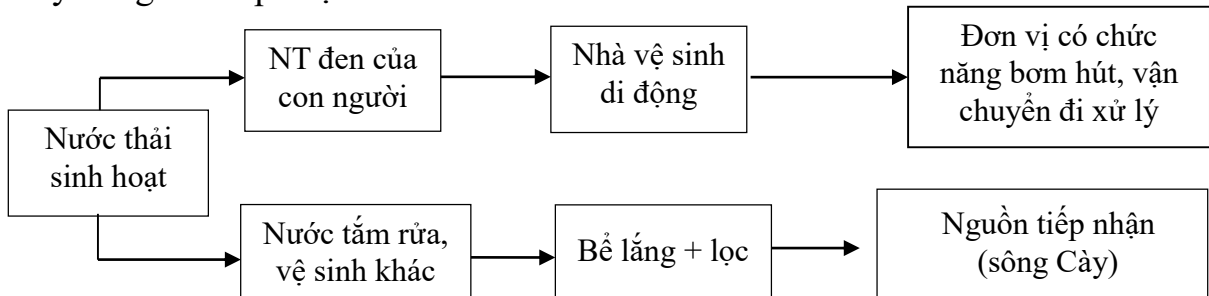 NT đen của
con người
Nhà vệ sinh
di động
Đơn vị có chức
năng bơm hút, vận
chuyển đi xử lý
Nước thải
sinh hoạt
Nước tắm rửa,
vệ sinh khác
Bể lắng + lọc
Nguồn tiếp nhận
(sông Cày)